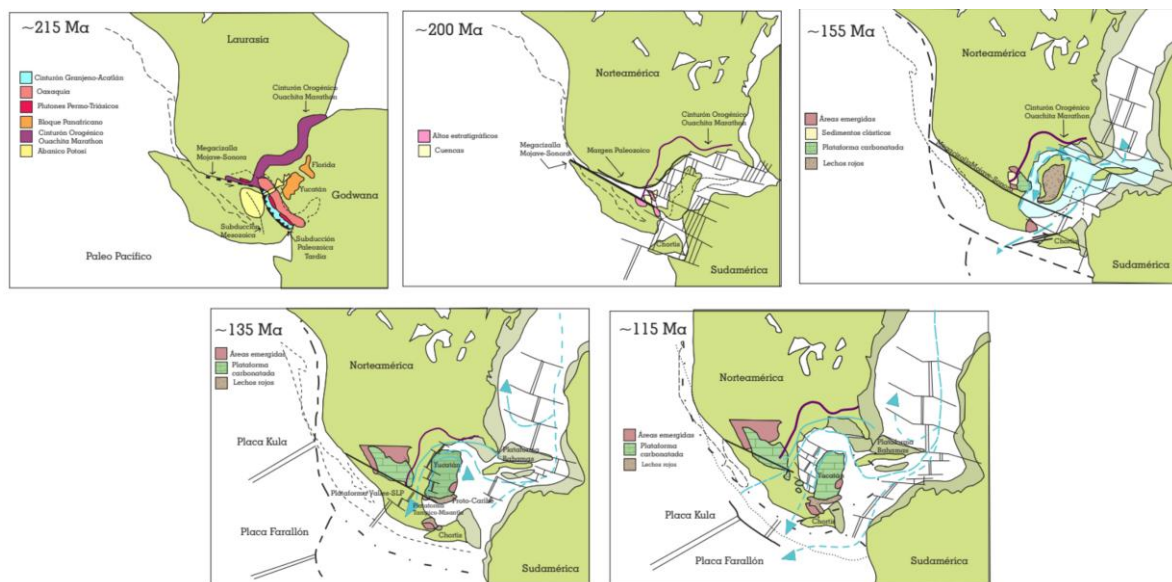 ~215 Ma
Laurasia
Cinturón Granjeno-Acatlán
Oaxaquia
Plutones Permo-Triásicos
Bloque Panafricano
Cinturón Orogénico
Ouachita Marathon
Abanico Potosí
Cinturón Orogénico
Ouachita Marathon
Megacizalla
Mojave-Sonora
Florida
Yucatán
Godwana
Subducción
Mesozoica
Subducción
Paleozoica
Tardía
Paleo Pacífico
~200 Ma
Norteamérica
Altos estratigráficos
Cuencas
Cinturón Orogénico
Ouachita Marathon
Megacizalla
Mojave-Sonora
Margen Paleozoico
Chortis
Sudamérica
~155 Ma
Norteamérica
Áreas emergidas
Sedimentos clásticos
Plataforma carbonatada
Lechos rojos
Cinturón Orogénico
Ouachita Marathon
Megacizalla Mojave-Sonora
Chortis
Sudamérica
~135 Ma
Áreas emergidas
Plataforma
carbonatada
Lechos rojos
Norteamérica
Placa Kula
Plataforma
Bahamas
Yucatán
Plataforma Valles-SLP
Plataforma
Proto-Caribe
Chortis
Placa Farallón
Sudamérica
~115 Ma
Áreas emergidas
Plataforma
carbonatada
Lechos rojos
Norteamérica
Plataforma
Bahamas
Yucatán
Placa Kula
Chortis
Placa Farallón
Sudamérica